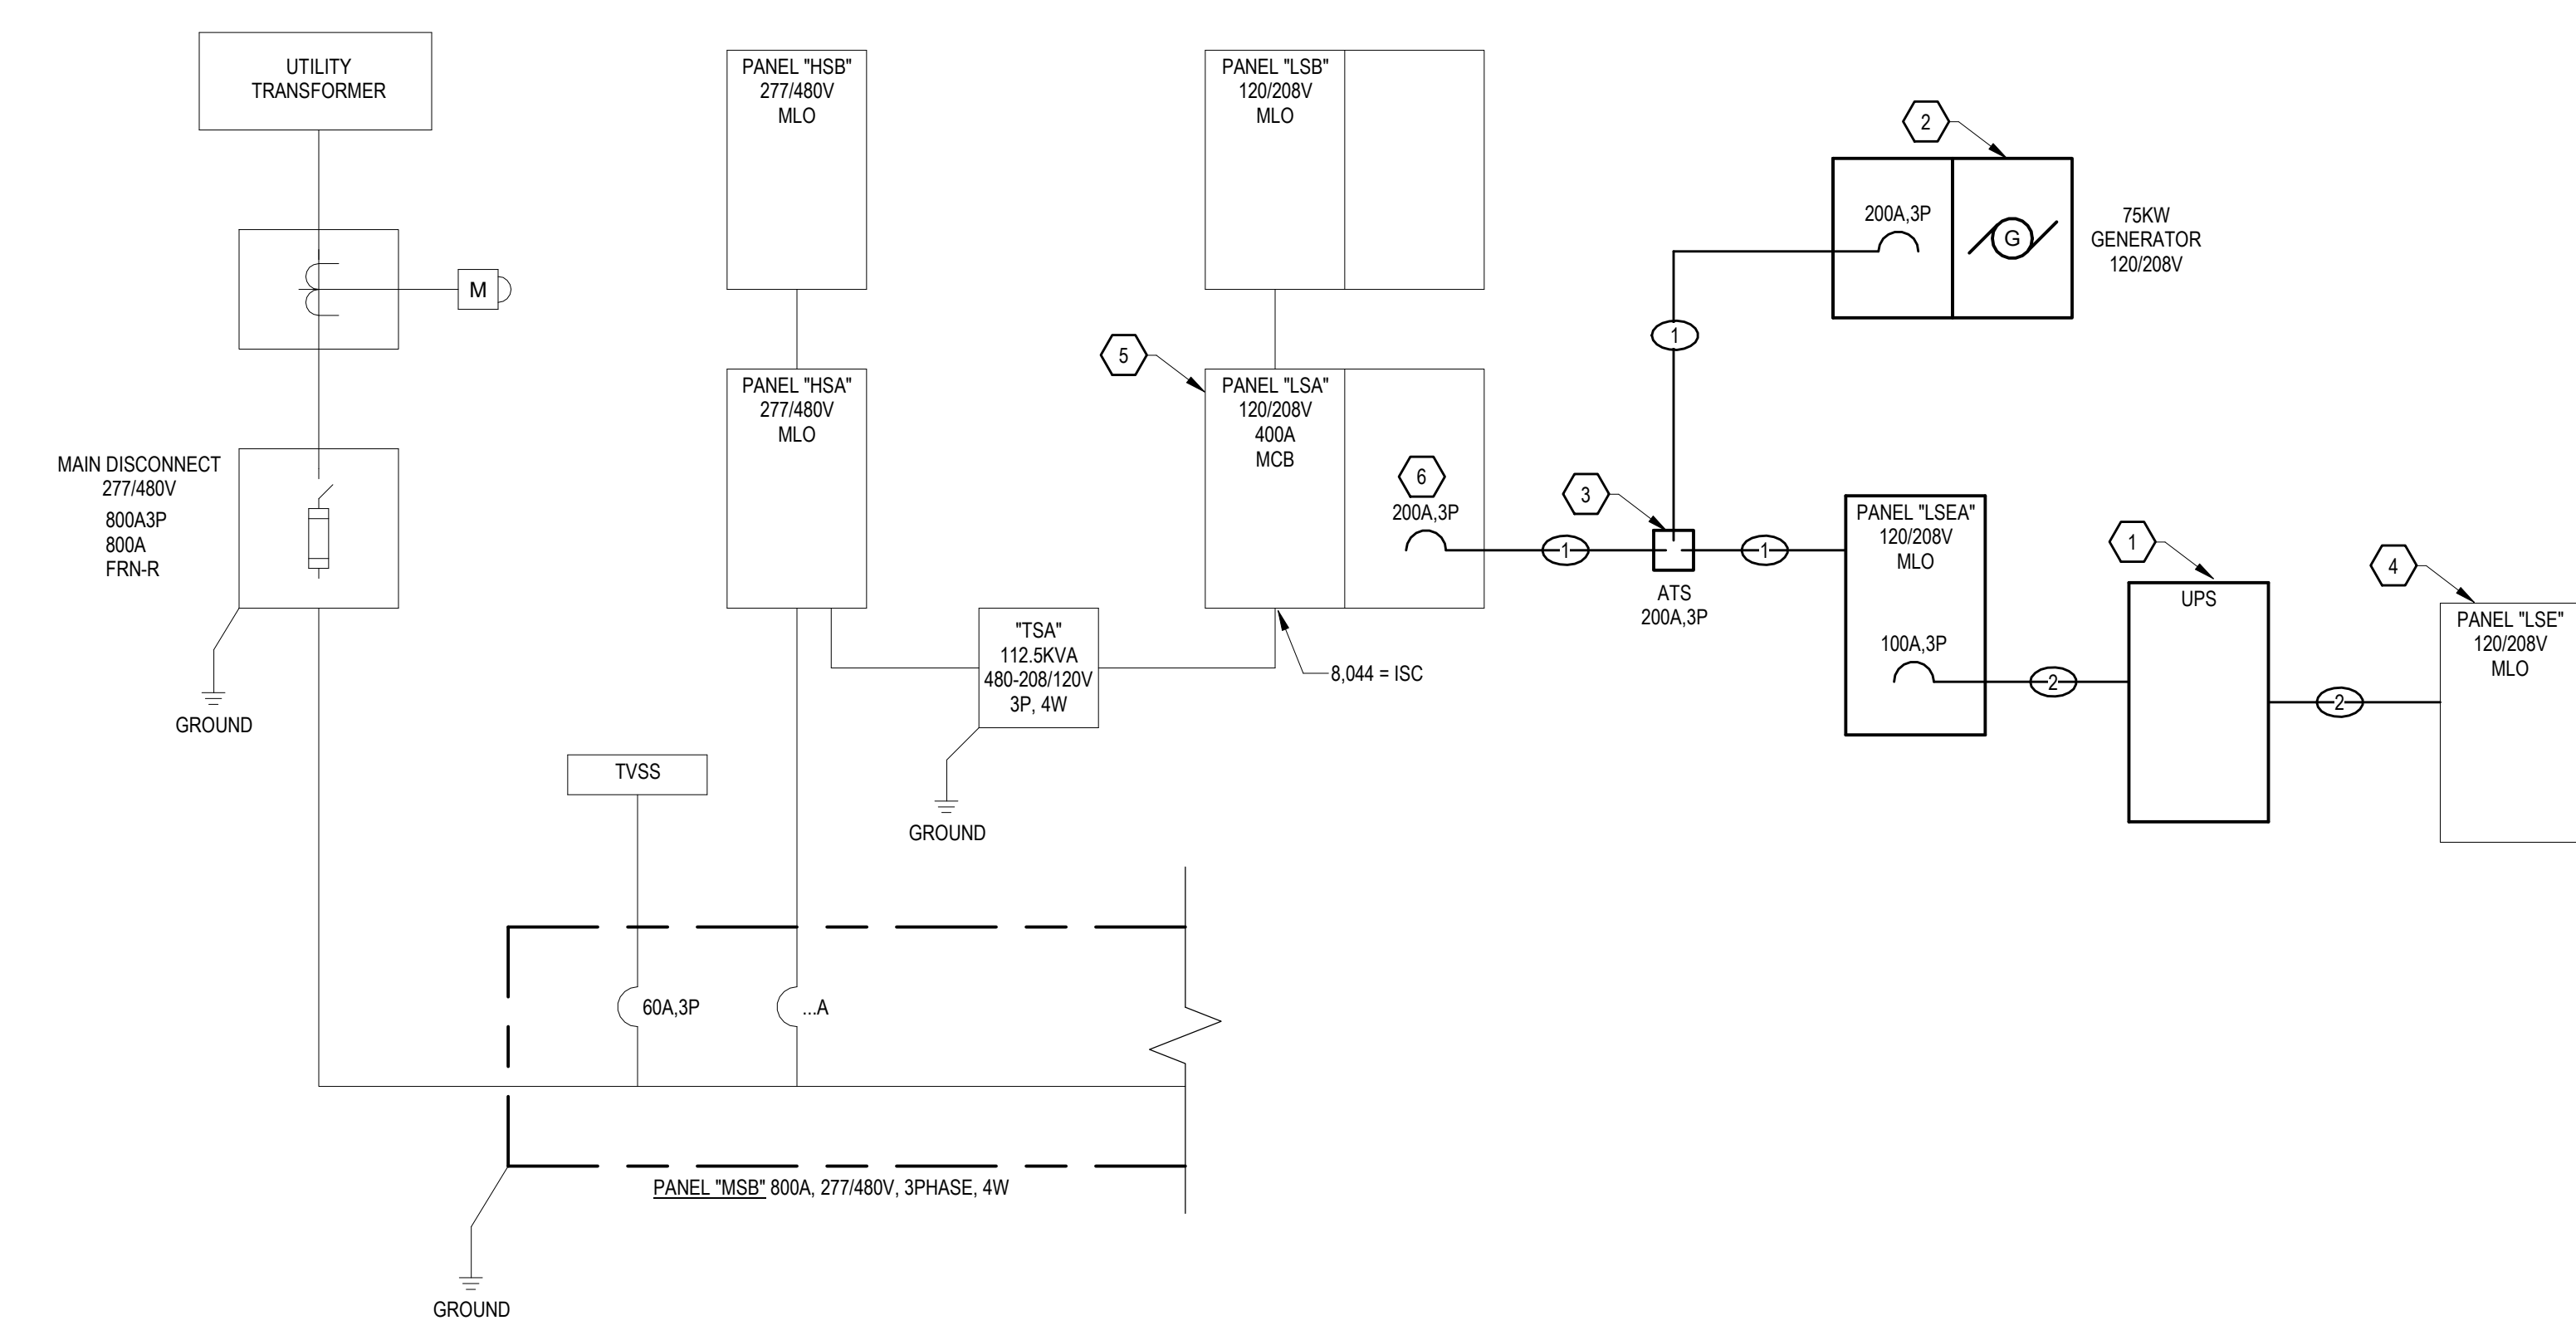 UTILITY
TRANSFORMER
M
MAIN DISCONNECT
277/480V
800A3P
800A
FRN-R
GROUND
PANEL "HSB"
277/480V
MLO
PANEL "HSA"
277/480V
MLO
"TSA"
112.5KVA
480-208/120V
3P, 4W
GROUND
TVSS
60A,3P
...A
PANEL "MSB" 800A, 277/480V, 3PHASE, 4W
GROUND
PANEL "LSB"
120/208V
MLO
5
PANEL "LSA"
120/208V
400A
MCB
6
200A,3P
8,044 = ISC
1
3
ATS
200A,3P
1
2
200A,3P
G
75KW
GENERATOR
120/208V
1
PANEL "LSEA"
120/208V
MLO
100A,3P
2
1
UPS
2
4
PANEL "LSE"
120/208V
MLO